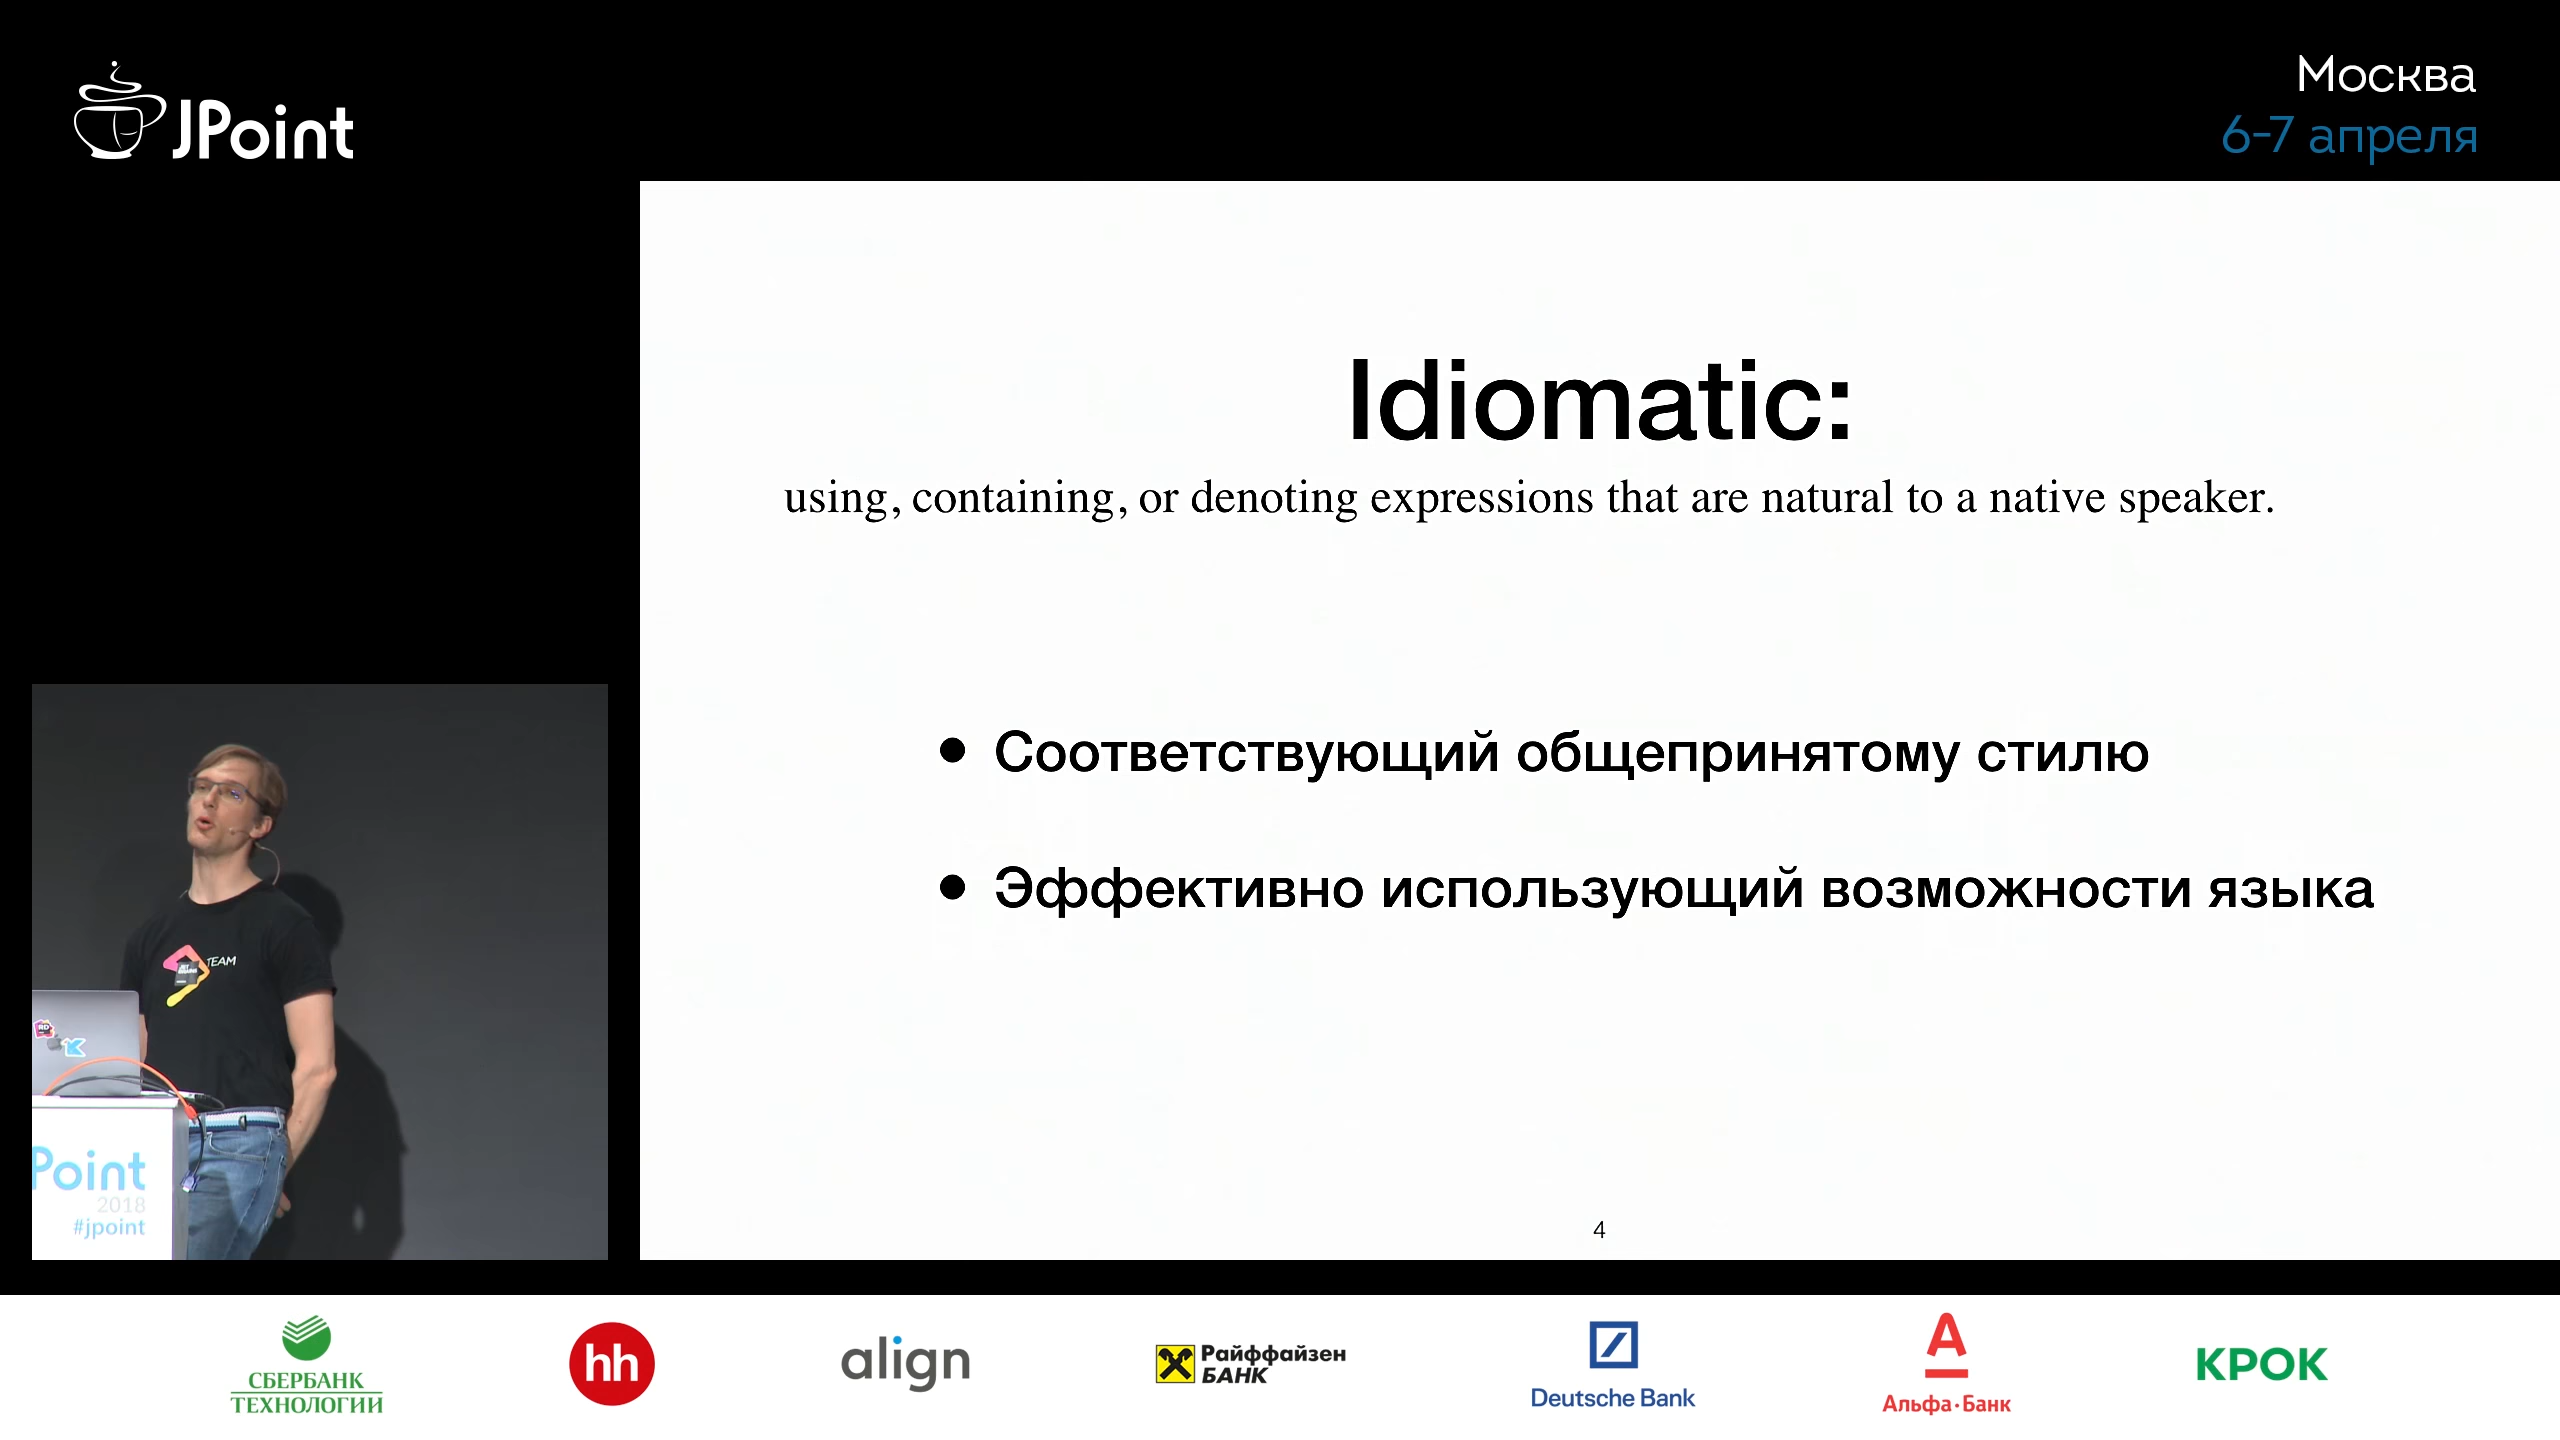 JPoint
Москва
6-7 апреля
Idiomatic:
using, containing, or denoting expressions that are natural to a native speaker.
• Соответствующий общепринятому стилю
• Эффективно использующий возможности языка
4
TEAM
RD
Point
2018
#jpoint
СБЕРБАНК
ТЕХНОЛОГИИ
hh
align
Райффайзен
БАНК
Deutsche Bank
Альфа·Банк
КРОК